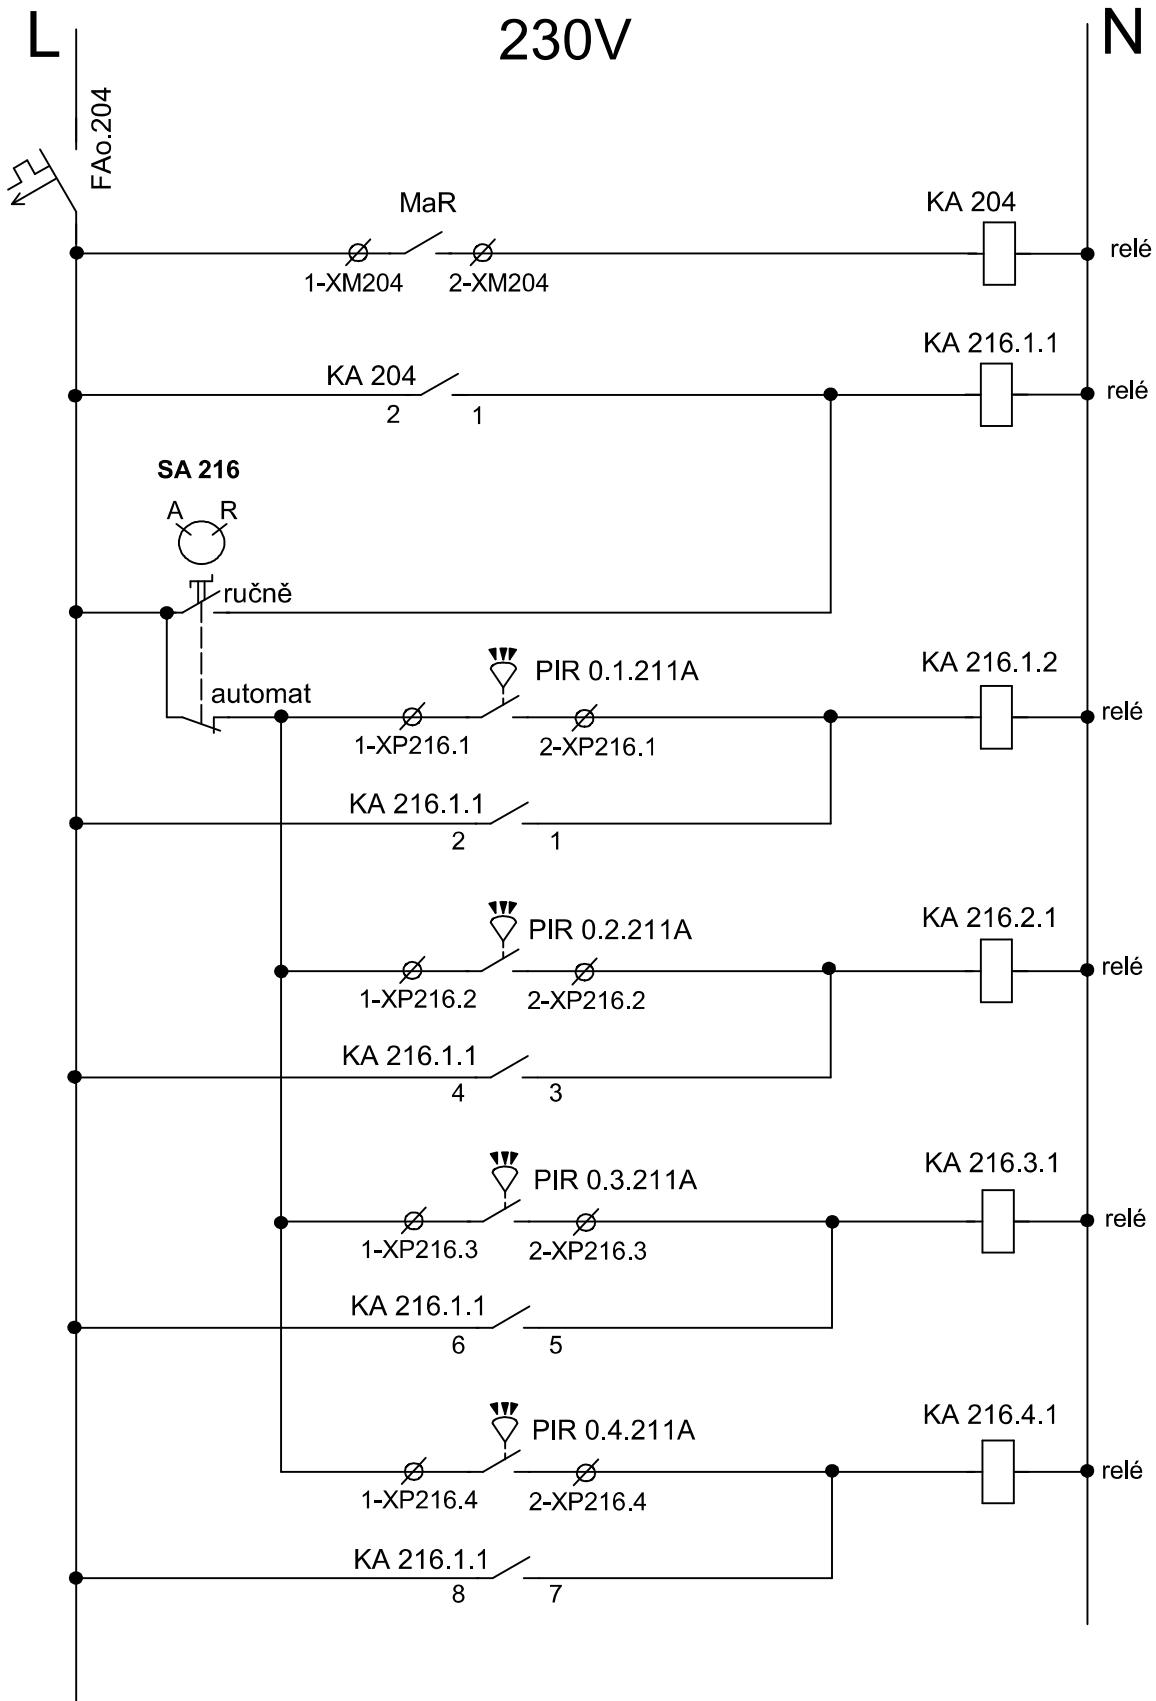 L
230V
N
FAo.204
MaR
KA 204
1-XM204
2-XM204
relé
KA 216.1.1
KA 204
2
1
relé
SA 216
A
R
ručně
automat
PIR 0.1.211A
KA 216.1.2
1-XP216.1
2-XP216.1
relé
KA 216.1.1
2
1
PIR 0.2.211A
KA 216.2.1
1-XP216.2
2-XP216.2
relé
KA 216.1.1
4
3
PIR 0.3.211A
KA 216.3.1
1-XP216.3
2-XP216.3
relé
KA 216.1.1
6
5
PIR 0.4.211A
KA 216.4.1
1-XP216.4
2-XP216.4
relé
KA 216.1.1
8
7